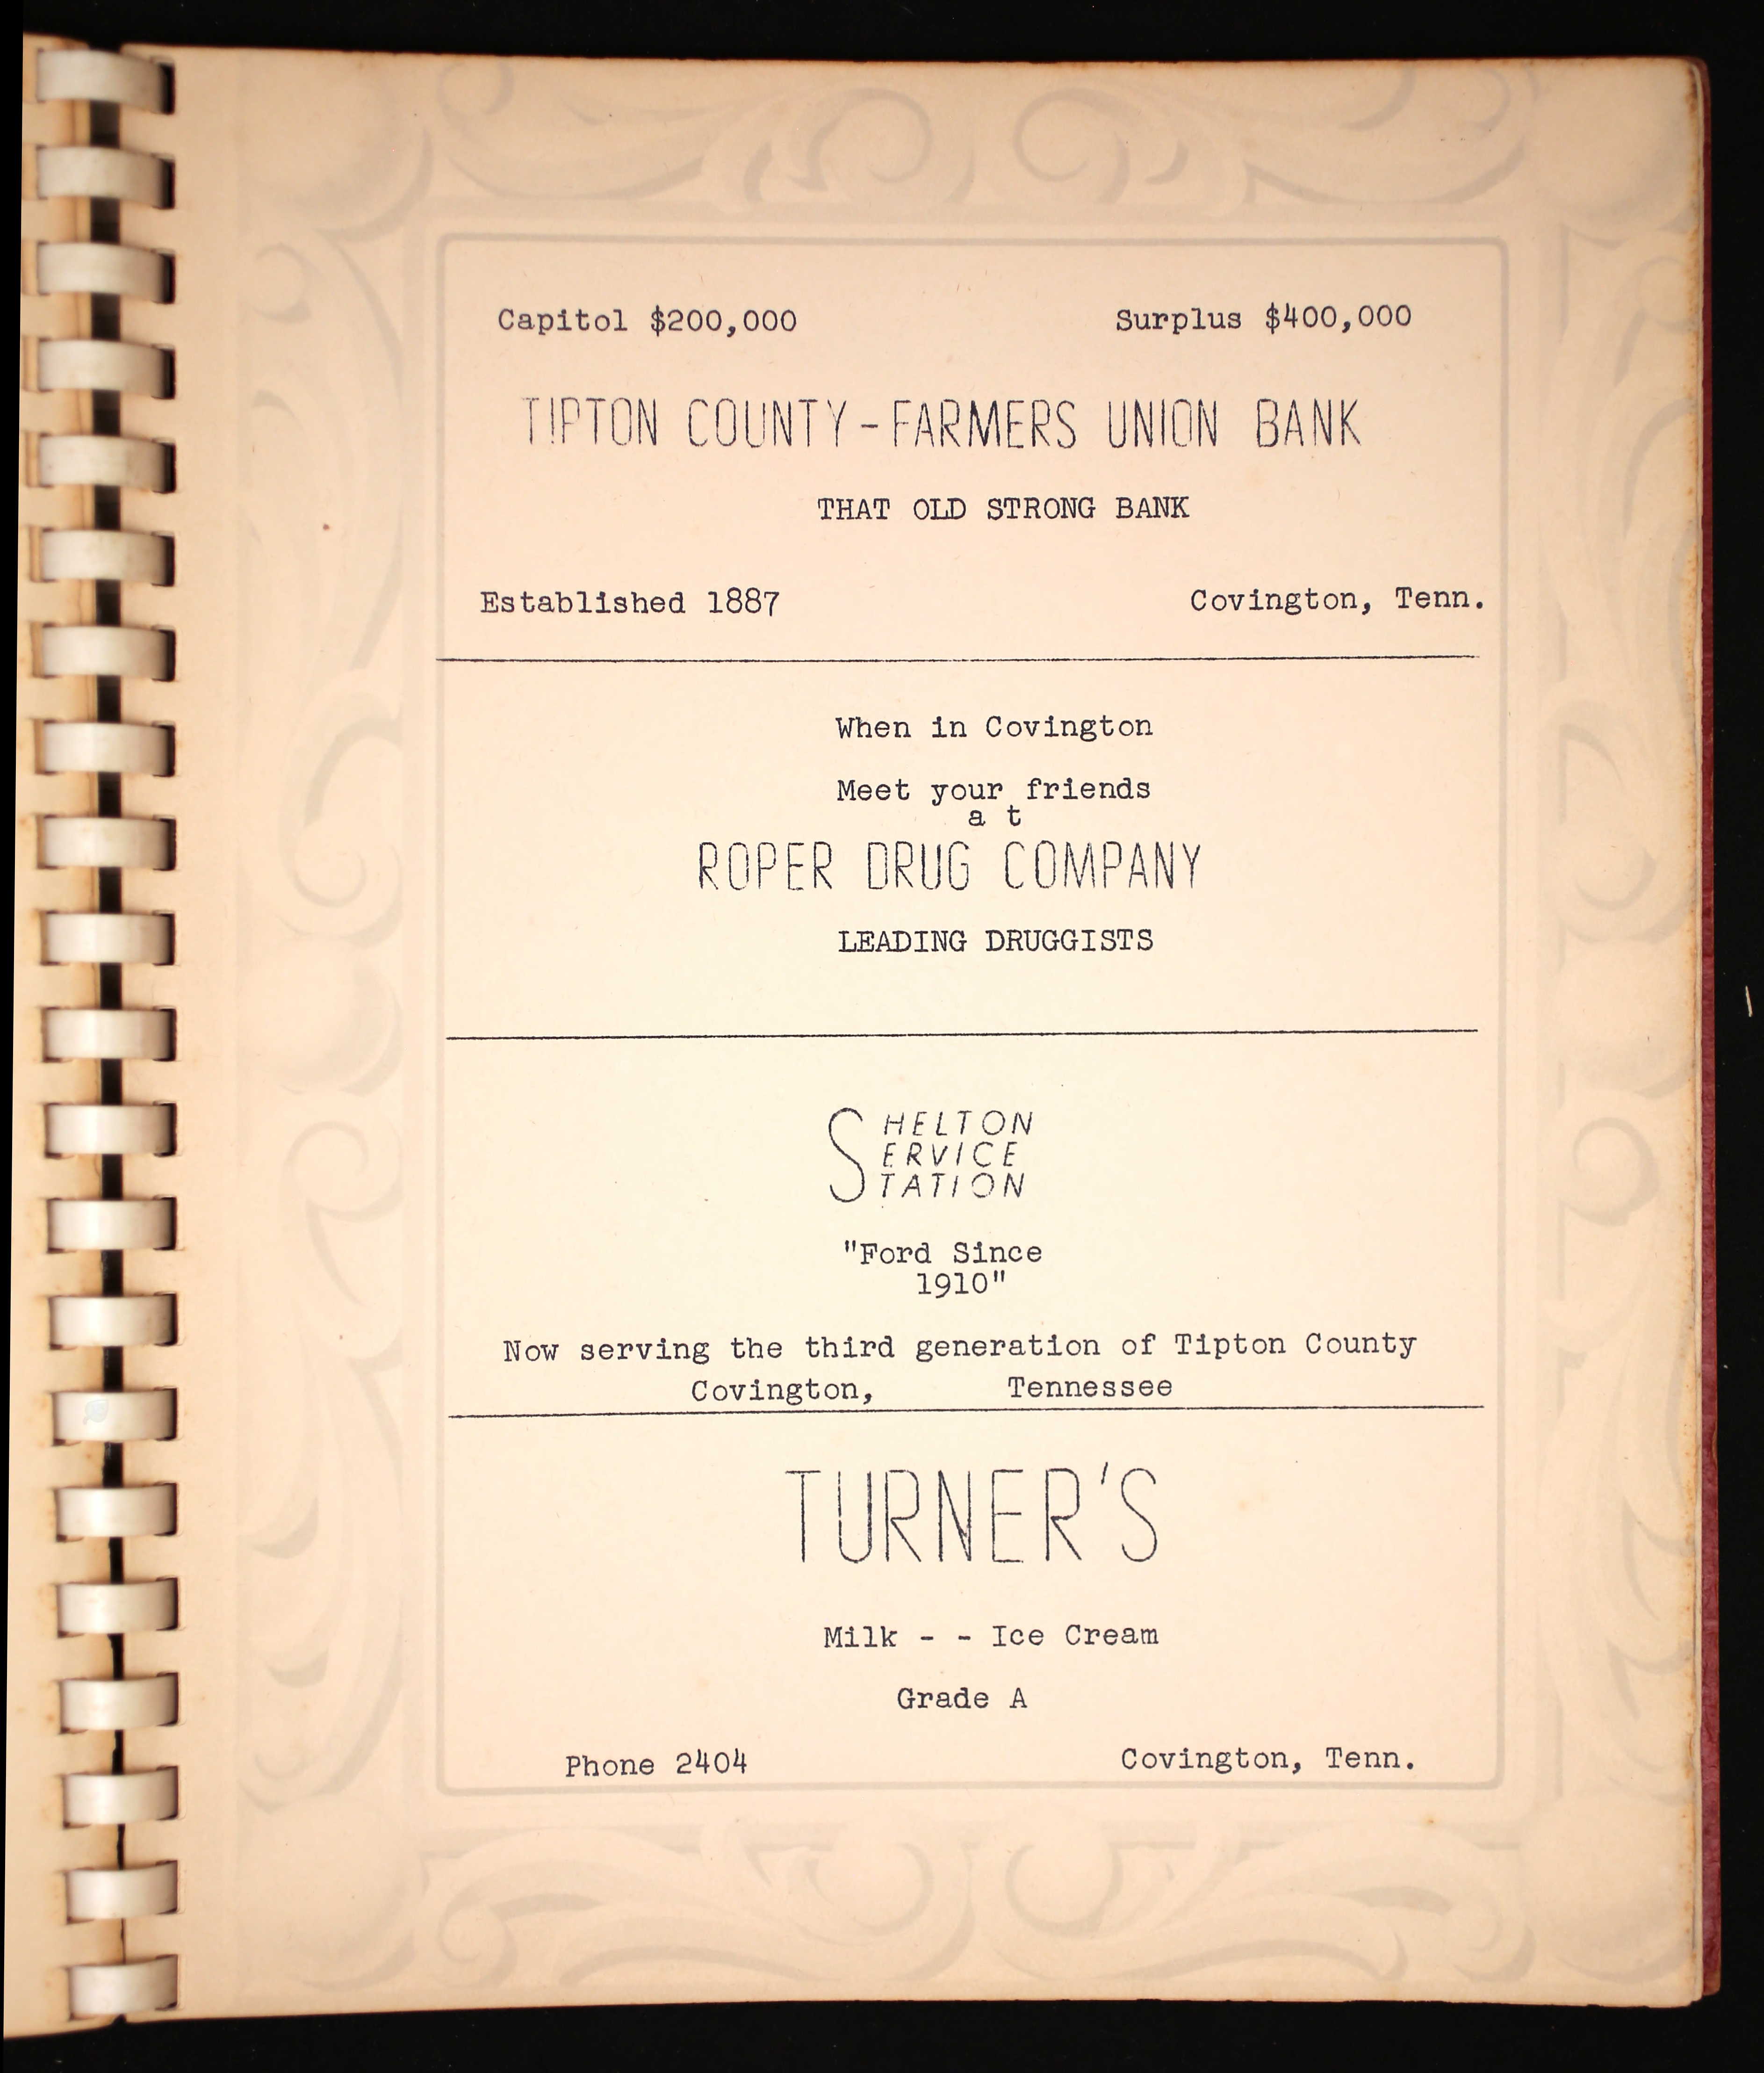 Capitol $200,000 Surplus $400,000
TIPTON COUNTY-FARMERS UNION BANK
THAT OLD STRONG BANK
Established 1887 Covington, Tenn.
When in Covington
Meet your friends
a t
ROPER DRUG COMPANY
LEADING DRUGGISTS
SHELTON
SERVICE
STATION
"Ford Since
1910"
Now serving the third generation of Tipton County
Covington, Tennessee
TURNER'S
Milk - - Ice Cream
Grade A
Phone 2404 Covington, Tenn.